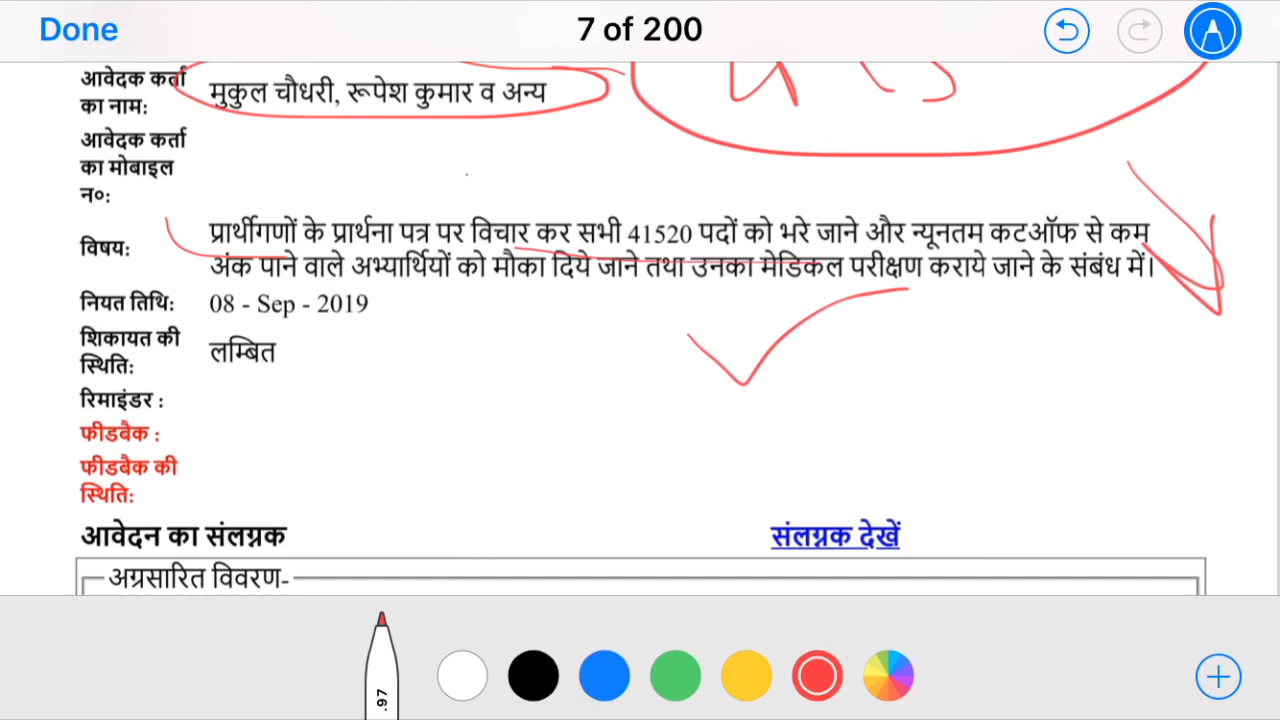 Done
7 of 200
आवेदक कर्ता
का नाम:
मुकुल चौधरी, रूपेश कुमार व अन्य
आवेदक कर्ता
का मोबाइल
न०:
विषय:
प्रार्थीगणों के प्रार्थना पत्र पर विचार कर सभी 41520 पदों को भरे जाने और न्यूनतम कटऑफ से कम
अंक पाने वाले अभ्यार्थियों को मौका दिये जाने तथा उनका मेडिकल परीक्षण कराये जाने के संबंध में।
नियत तिथि:
08 - Sep - 2019
शिकायत की
स्थिति:
लम्बित
रिमाइंडर :
फीडबैक :
फीडबैक की
स्थिति:
आवेदन का संलग्नक
संलग्नक देखें
अग्रसारित विवरण-
.97